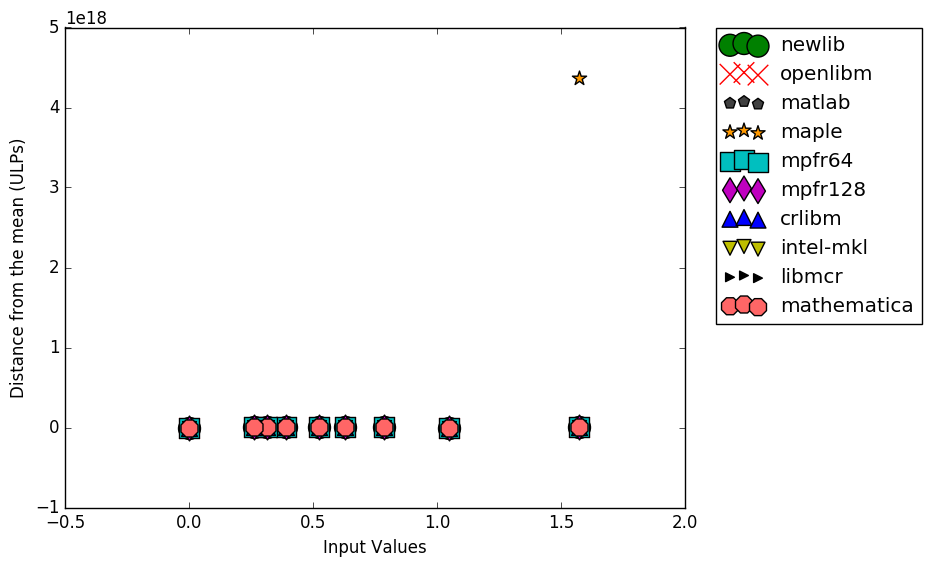 1e18
5
4
3
2
1
0
−1
−0.5
0.0
0.5
1.0
1.5
2.0
Input Values
Distance from the mean (ULPs)
newlib
openlibm
matlab
maple
mpfr64
mpfr128
crlibm
intel-mkl
libmcr
mathematica